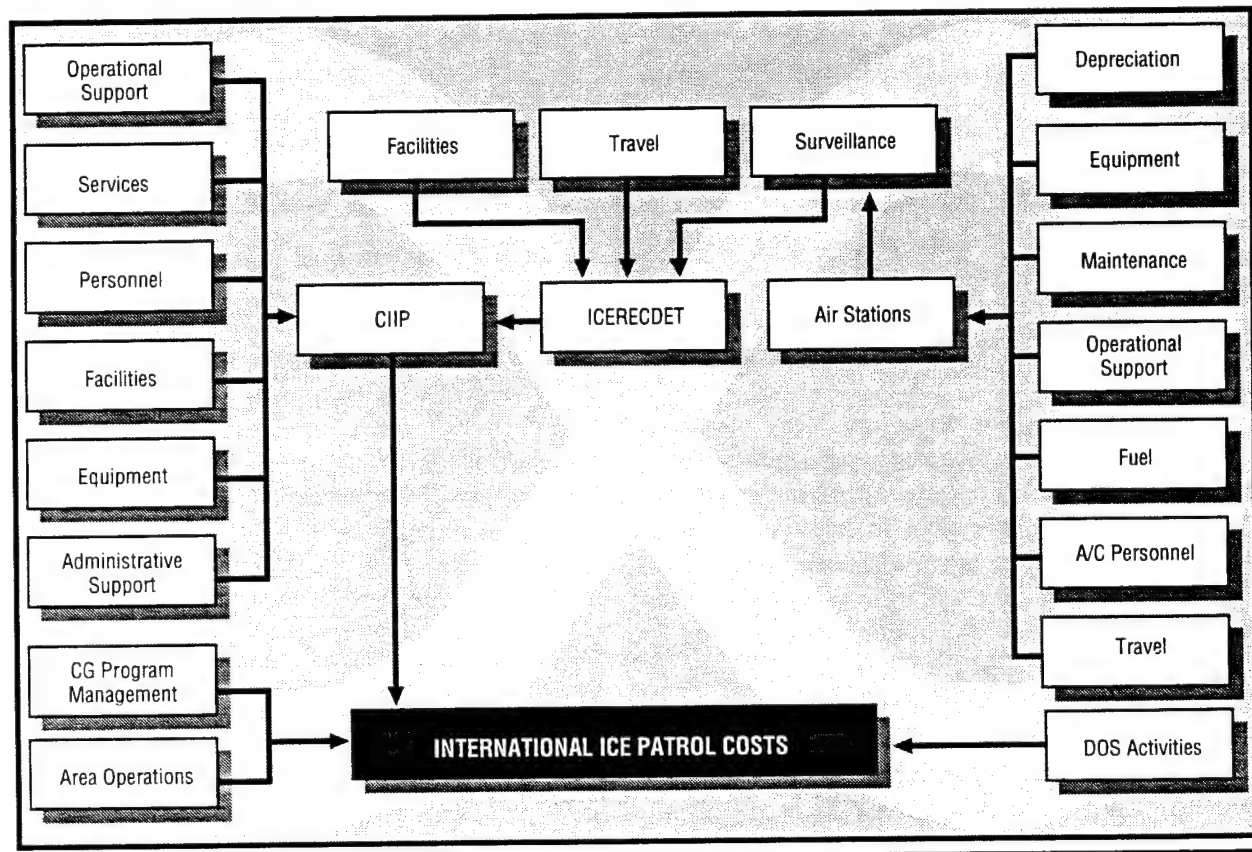 Operational
Support
Services
Personnel
Facilities
Equipment
Administrative
Support
CG Program
Management
Area Operations
Facilities
Travel
Surveillance
CIIP
ICERECDET
Air Stations
INTERNATIONAL ICE PATROL COSTS
Depreciation
Equipment
Maintenance
Operational
Support
Fuel
A/C Personnel
Travel
DOS Activities